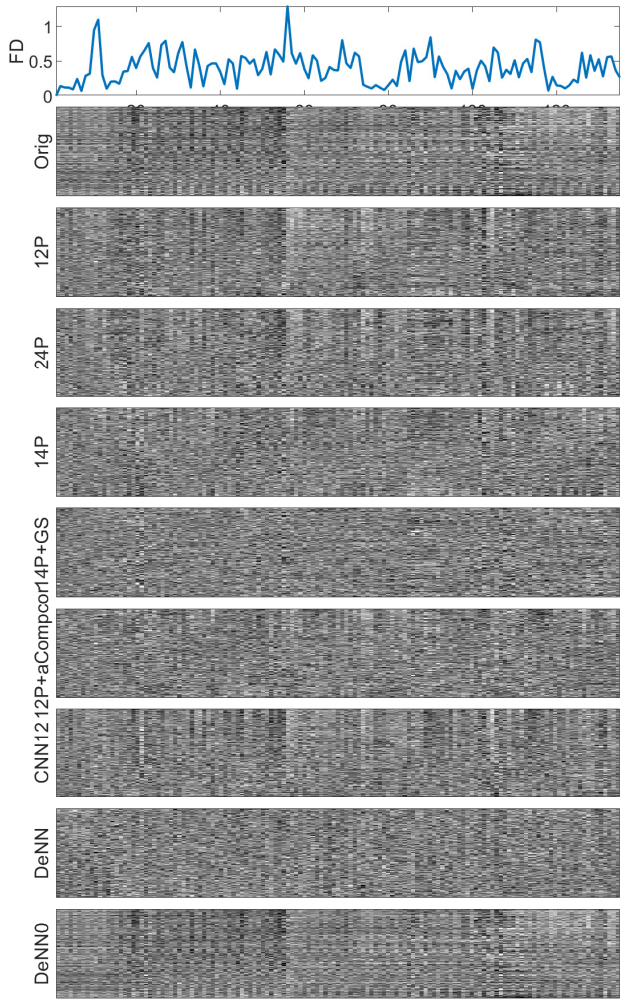 FD
1
0.5
0
Orig
12P
24P
14P
14P+GS
12P+aCompcor
CNN12
DeNN
DeNN0